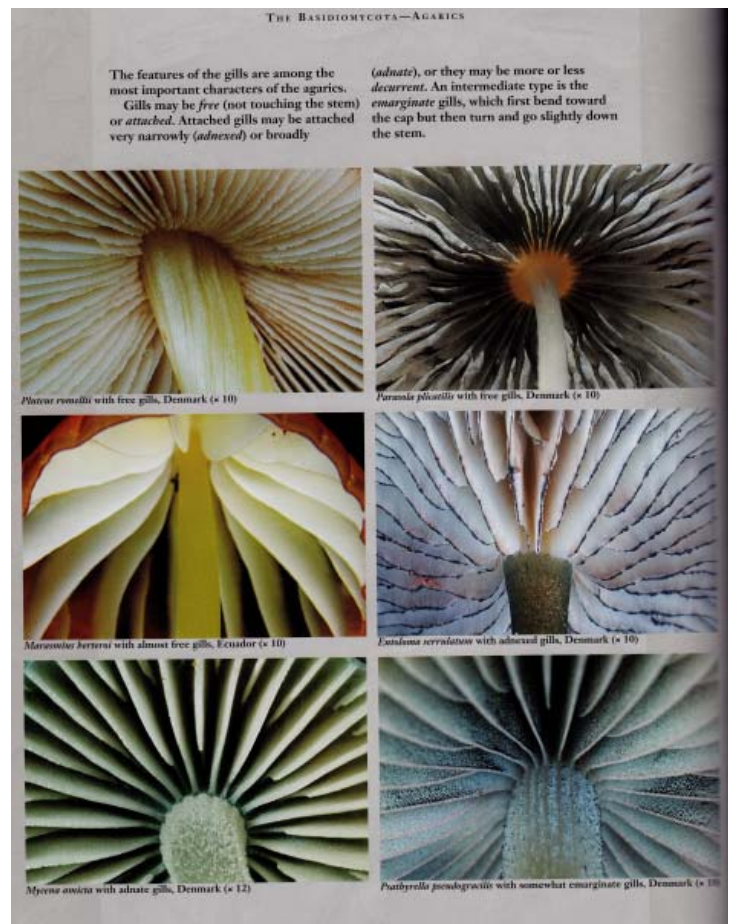 THE BASIDIOMYCOTA—AGARICS
The features of the gills are among the
most important characters of the agarics.
Gills may be free (not touching the stem)
or attached. Attached gills may be attached
very narrowly (adnexed) or broadly
(adnate), or they may be more or less
decurrent. An intermediate type is the
emarginate gills, which first bend toward
the cap but then turn and go slightly down
the stem.
Pluteus romellii with free gills, Denmark (× 10)
Parasola plicatilis with free gills, Denmark (× 10)
Marasmius berteroi with almost free gills, Ecuador (× 10)
Entoloma serrulatum with adnexed gills, Denmark (× 10)
Mycena amicta with adnate gills, Denmark (× 12)
Psathyrella pseudogracilis with somewhat emarginate gills, Denmark (×